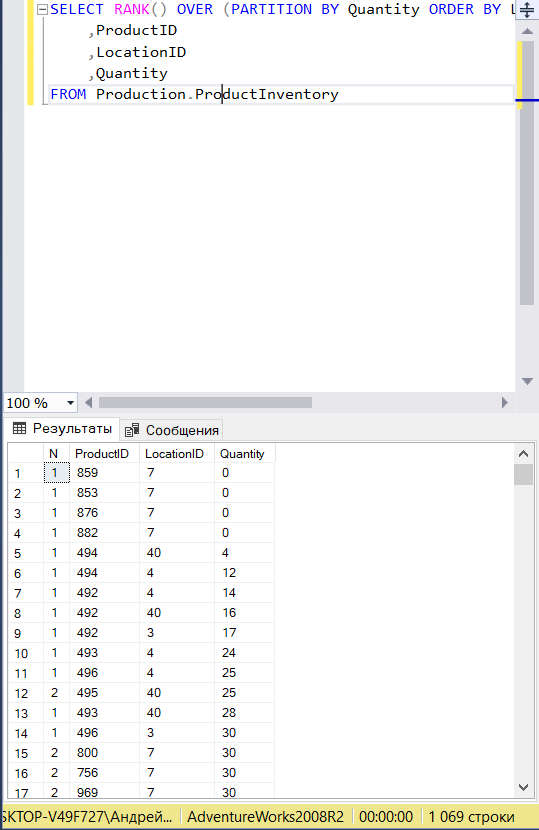 SELECT RANK() OVER (PARTITION BY Quantity ORDER BY L
,ProductID
,LocationID
,Quantity
FROM Production.ProductInventory
100 %
Результаты Сообщения
N ProductID LocationID Quantity
1 1 859 7 0
2 1 853 7 0
3 1 876 7 0
4 1 882 7 0
5 1 494 40 4
6 1 494 4 12
7 1 492 4 14
8 1 492 40 16
9 1 492 3 17
10 1 493 4 24
11 1 496 4 25
12 2 495 40 25
13 1 493 40 28
14 1 496 3 30
15 2 800 7 30
16 2 756 7 30
17 2 969 7 30
SKTOP-V49F727\Андрей... AdventureWorks2008R2 00:00:00 1 069 строки